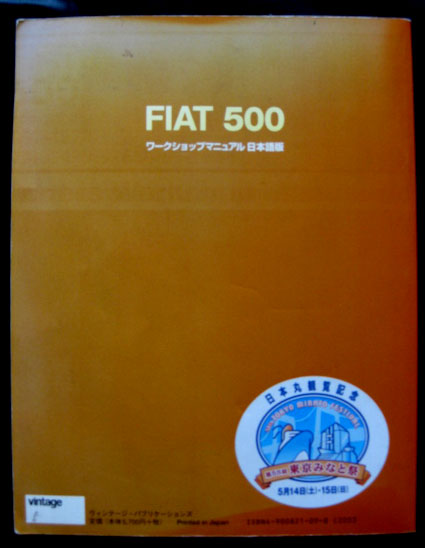 FIAT 500
ワークショップマニュアル 日本語版
日本丸観覧記念
TOKYO MINATO FESTIVAL
東京みなと祭
5月14日(土)・15日(日)
vintage
ヴィンテージ・パブリケーションズ
Printed in Japan